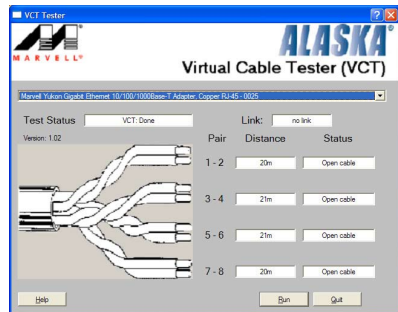 VCT Tester
MARVELL®
ALASKA®
Virtual Cable Tester (VCT)
Marvell Yukon Gigabit Ethernet 10/100/1000Base-T Adapter, Copper RJ-45 - 0025
Test Status VCT: Done Link: no link
Version: 1.02
Pair Distance Status
1 - 2 20m Open cable
3 - 4 21m Open cable
5 - 6 21m Open cable
7 - 8 20m Open cable
Help Run Quit